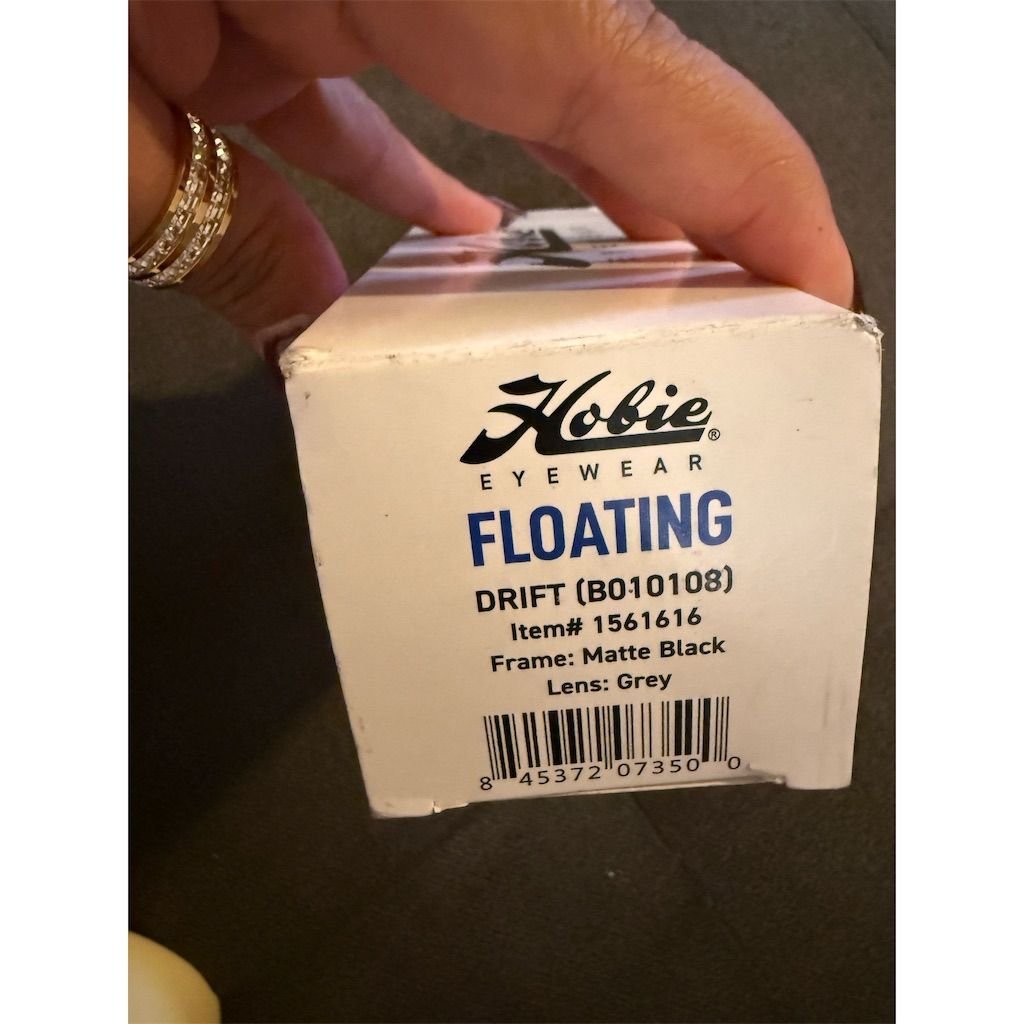 Hobie®
EYEWEAR
FLOATING
DRIFT (B010108)
Item# 1561616
Frame: Matte Black
Lens: Grey
8 45372 07350 0